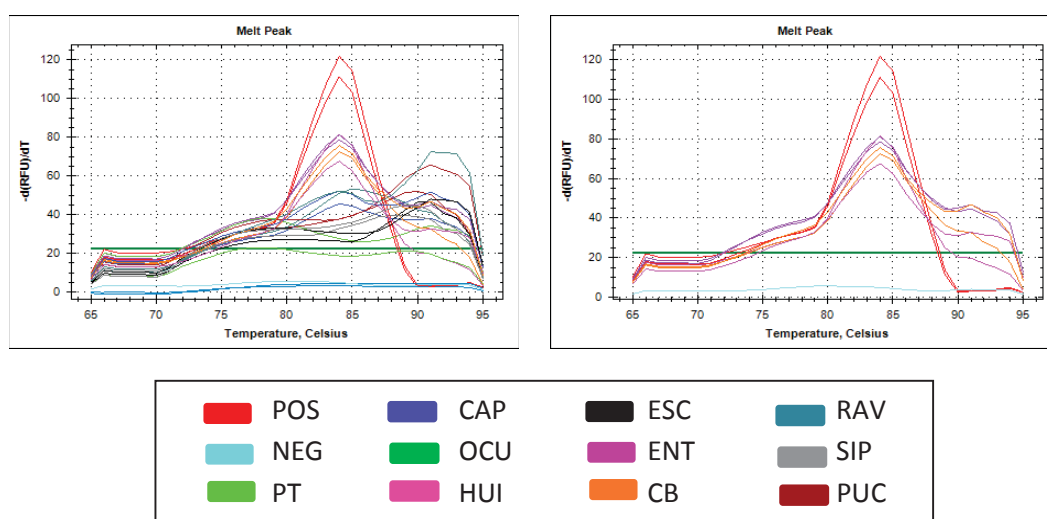 Melt Peak
120
100
80
60
40
20
0
-d(RFU)/dT
65 70 75 80 85 90 95
Temperature, Celsius
Melt Peak
120
100
80
60
40
20
0
-d(RFU)/dT
65 70 75 80 85 90 95
Temperature, Celsius
POS CAP ESC RAV
NEG OCU ENT SIP
PT HUI CB PUC